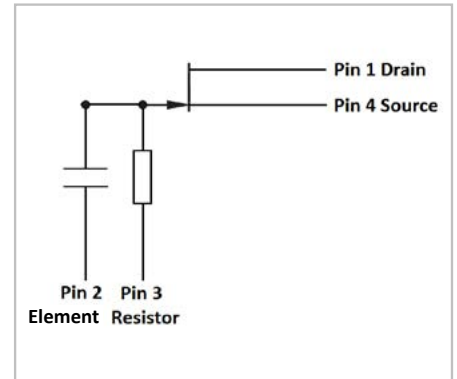 Pin 1 Drain
Pin 4 Source
Pin 2 Pin 3
Element Resistor